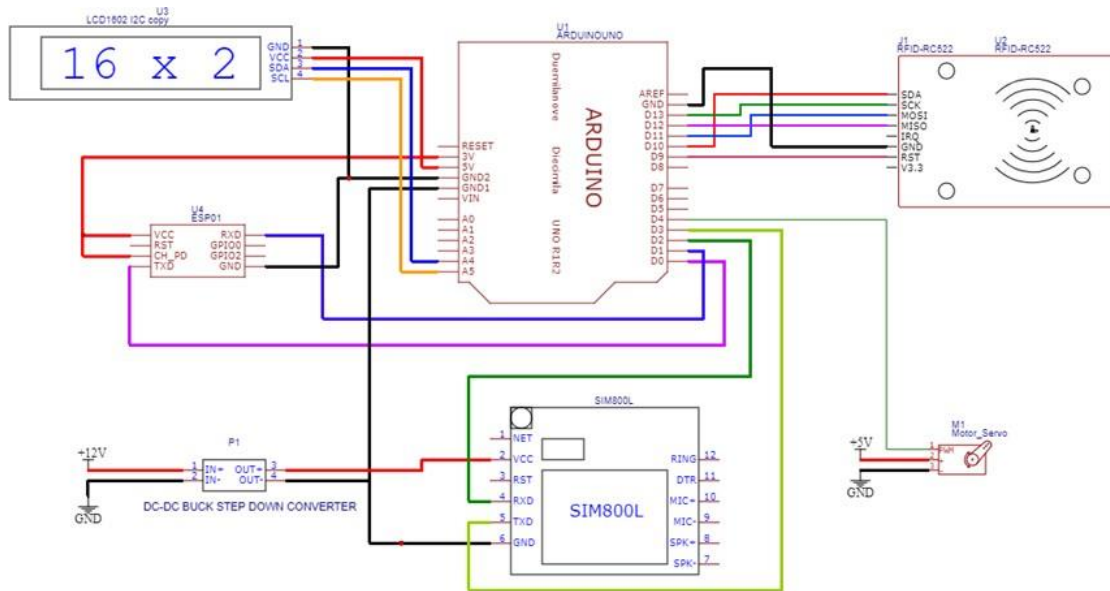 U3
LCD1602 I2C copy
16 x 2
GND 1
VCC 2
SDA 3
SCL 4
U1
ARDUINOUNO
Duemilanove
Diecimila
UNO R1R2
ARDUINO
RESET
3V
5V
GND2
GND1
VIN
A0
A1
A2
A3
A4
A5
AREF
GND
D13
D12
D11
D10
D9
D8
D7
D6
D5
D4
D3
D2
D1
D0
J1
RFID-RC522
U2
RFID-RC522
SDA
SCK
MOSI
MISO
IRQ
GND
RST
V3.3
U4
ESP01
VCC
RST
CH_PD
TXD
RXD
GPIO0
GPIO2
GND
SIM800L
1 NET
2 VCC
3 RST
4 RXD
5 TXD
6 GND
SIM800L
RING 12
DTR 11
MIC+ 10
MIC- 9
SPK+ 8
SPK- 7
+12V
GND
P1
1 IN+
2 IN-
OUT+ 3
OUT- 4
DC-DC BUCK STEP DOWN CONVERTER
+5V
GND
M1
Motor_Servo
1
PWM
2
+
3
-